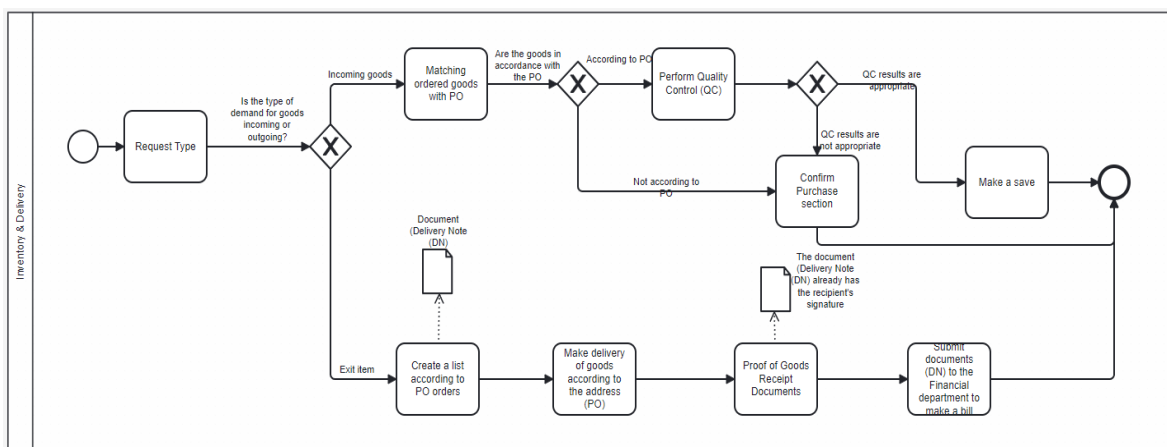 Inventory & Delivery
Request Type
Is the type of
demand for goods
incoming or
outgoing?
X
Incoming goods
Matching
ordered goods
with PO
Are the goods in
accordance with
the PO
X
According to PO
Perform Quality
Control (QC)
X
QC results are
appropriate
QC results are
not appropriate
Not according to
PO
Confirm
Purchase
section
Make a save
Document
(Delivery Note
(DN)
The document
(Delivery Note
(DN) already has
the recipient's
signature
Exit item
Create a list
according to
PO orders
Make delivery
of goods
according to
the address
(PO)
Proof of Goods
Receipt
Documents
Submit
documents
(DN) to the
Financial
department to
make a bill